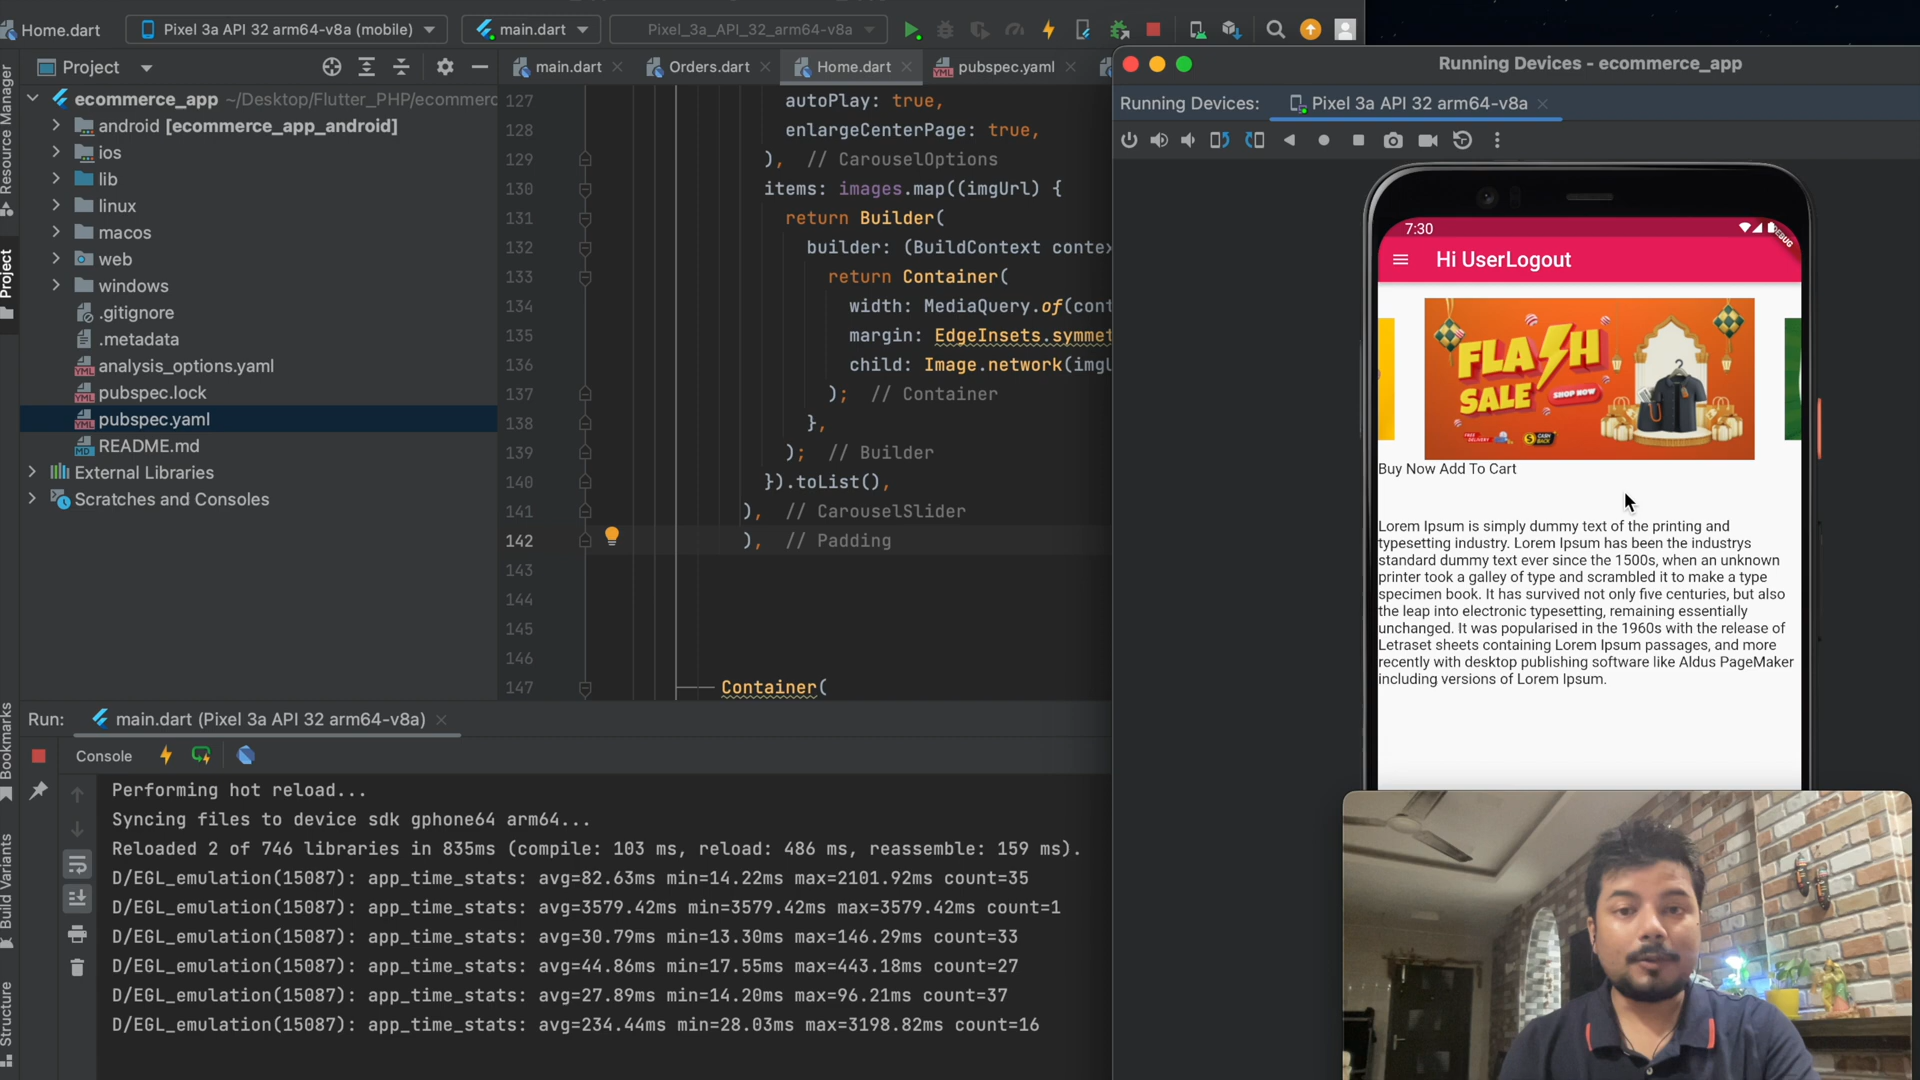 Home.dart
Pixel 3a API 32 arm64-v8a (mobile)
main.dart
Pixel_3a_API_32_arm64-v8a
Project
main.dart
Orders.dart
Home.dart
pubspec.yaml
Resource Manager
Project
Bookmarks
Build Variants
Structure
ecommerce_app ~/Desktop/Flutter_PHP/ecommerc
android [ecommerce_app_android]
ios
lib
linux
macos
web
windows
.gitignore
.metadata
analysis_options.yaml
pubspec.lock
pubspec.yaml
README.md
External Libraries
Scratches and Consoles
127 autoPlay: true,
128 enlargeCenterPage: true,
129 ), // CarouselOptions
130 items: images.map((imgUrl) {
131 return Builder(
132 builder: (BuildContext contex
133 return Container(
134 width: MediaQuery.of(cont
135 margin: EdgeInsets.symmet
136 child: Image.network(imgU
137 ); // Container
138 },
139 ); // Builder
140 }).toList(),
141 ), // CarouselSlider
142 ), // Padding
143
144
145
146
147 Container(
Run: main.dart (Pixel 3a API 32 arm64-v8a)
Console
Performing hot reload...
Syncing files to device sdk gphone64 arm64...
Reloaded 2 of 746 libraries in 835ms (compile: 103 ms, reload: 486 ms, reassemble: 159 ms).
D/EGL_emulation(15087): app_time_stats: avg=82.63ms min=14.22ms max=2101.92ms count=35
D/EGL_emulation(15087): app_time_stats: avg=3579.42ms min=3579.42ms max=3579.42ms count=1
D/EGL_emulation(15087): app_time_stats: avg=30.79ms min=13.30ms max=146.29ms count=33
D/EGL_emulation(15087): app_time_stats: avg=44.86ms min=17.55ms max=443.18ms count=27
D/EGL_emulation(15087): app_time_stats: avg=27.89ms min=14.20ms max=96.21ms count=37
D/EGL_emulation(15087): app_time_stats: avg=234.44ms min=28.03ms max=3198.82ms count=16
Running Devices - ecommerce_app
Running Devices: Pixel 3a API 32 arm64-v8a
7:30
DEBUG
Hi UserLogout
FLASH
SALE
SHOP NOW
FREE DELIVERY
CASH BACK
Buy Now Add To Cart
Lorem Ipsum is simply dummy text of the printing and
typesetting industry. Lorem Ipsum has been the industrys
standard dummy text ever since the 1500s, when an unknown
printer took a galley of type and scrambled it to make a type
specimen book. It has survived not only five centuries, but also
the leap into electronic typesetting, remaining essentially
unchanged. It was popularised in the 1960s with the release of
Letraset sheets containing Lorem Ipsum passages, and more
recently with desktop publishing software like Aldus PageMaker
including versions of Lorem Ipsum.